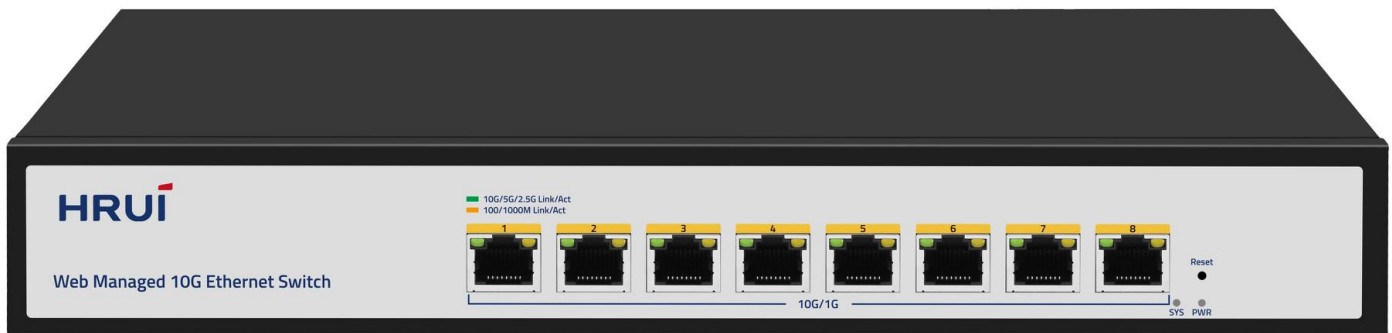 HRUI
Web Managed 10G Ethernet Switch
10G/5G/2.5G Link/Act
100/1000M Link/Act
1 2 3 4 5 6 7 8
10G/1G
Reset
SYS PWR